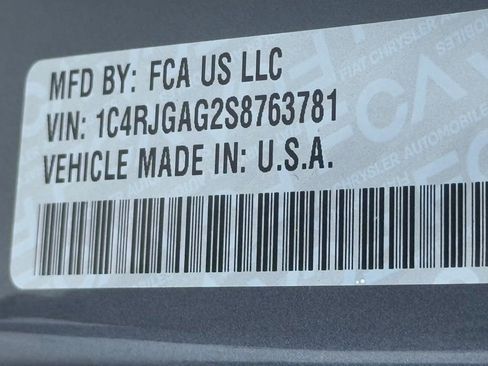 MFD BY: FCA US LLC
VIN: 1C4RJGAG2S8763781
VEHICLE MADE IN: U.S.A.